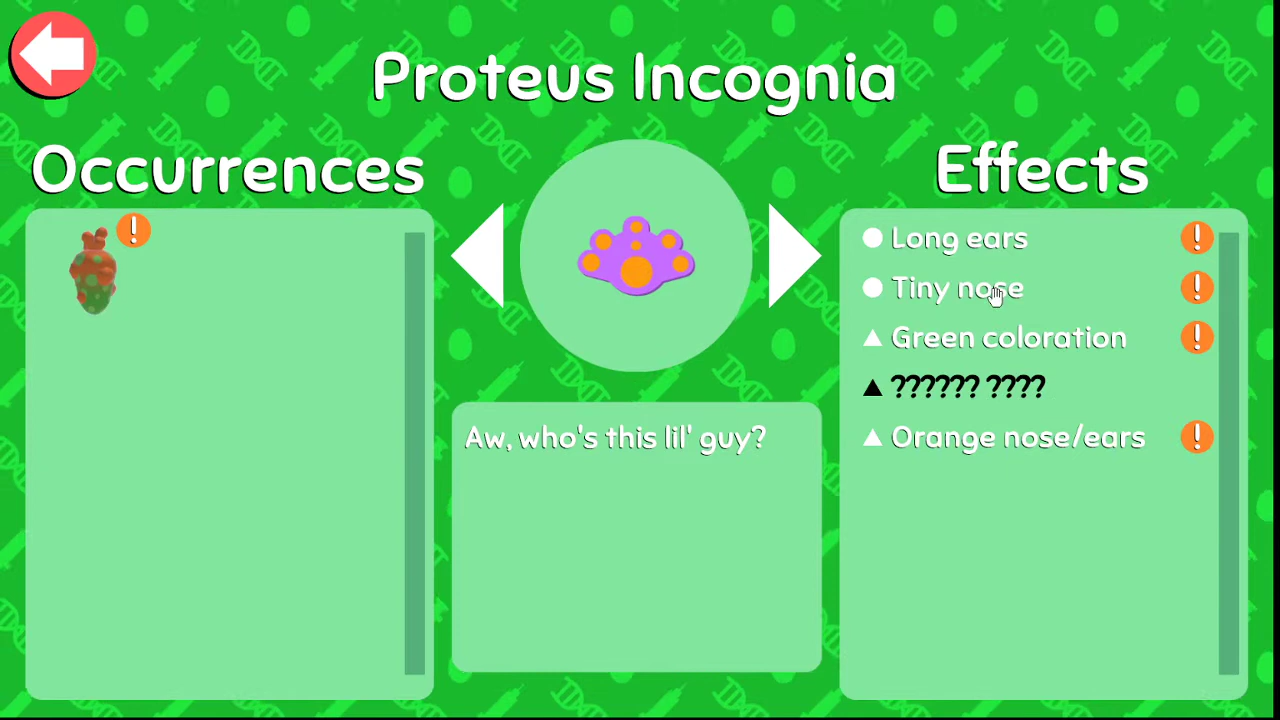 Proteus Incognia
Occurrences
!
Aw, who's this lil' guy?
Effects
Long ears !
Tiny nose !
Green coloration !
?????? ????
Orange nose/ears !